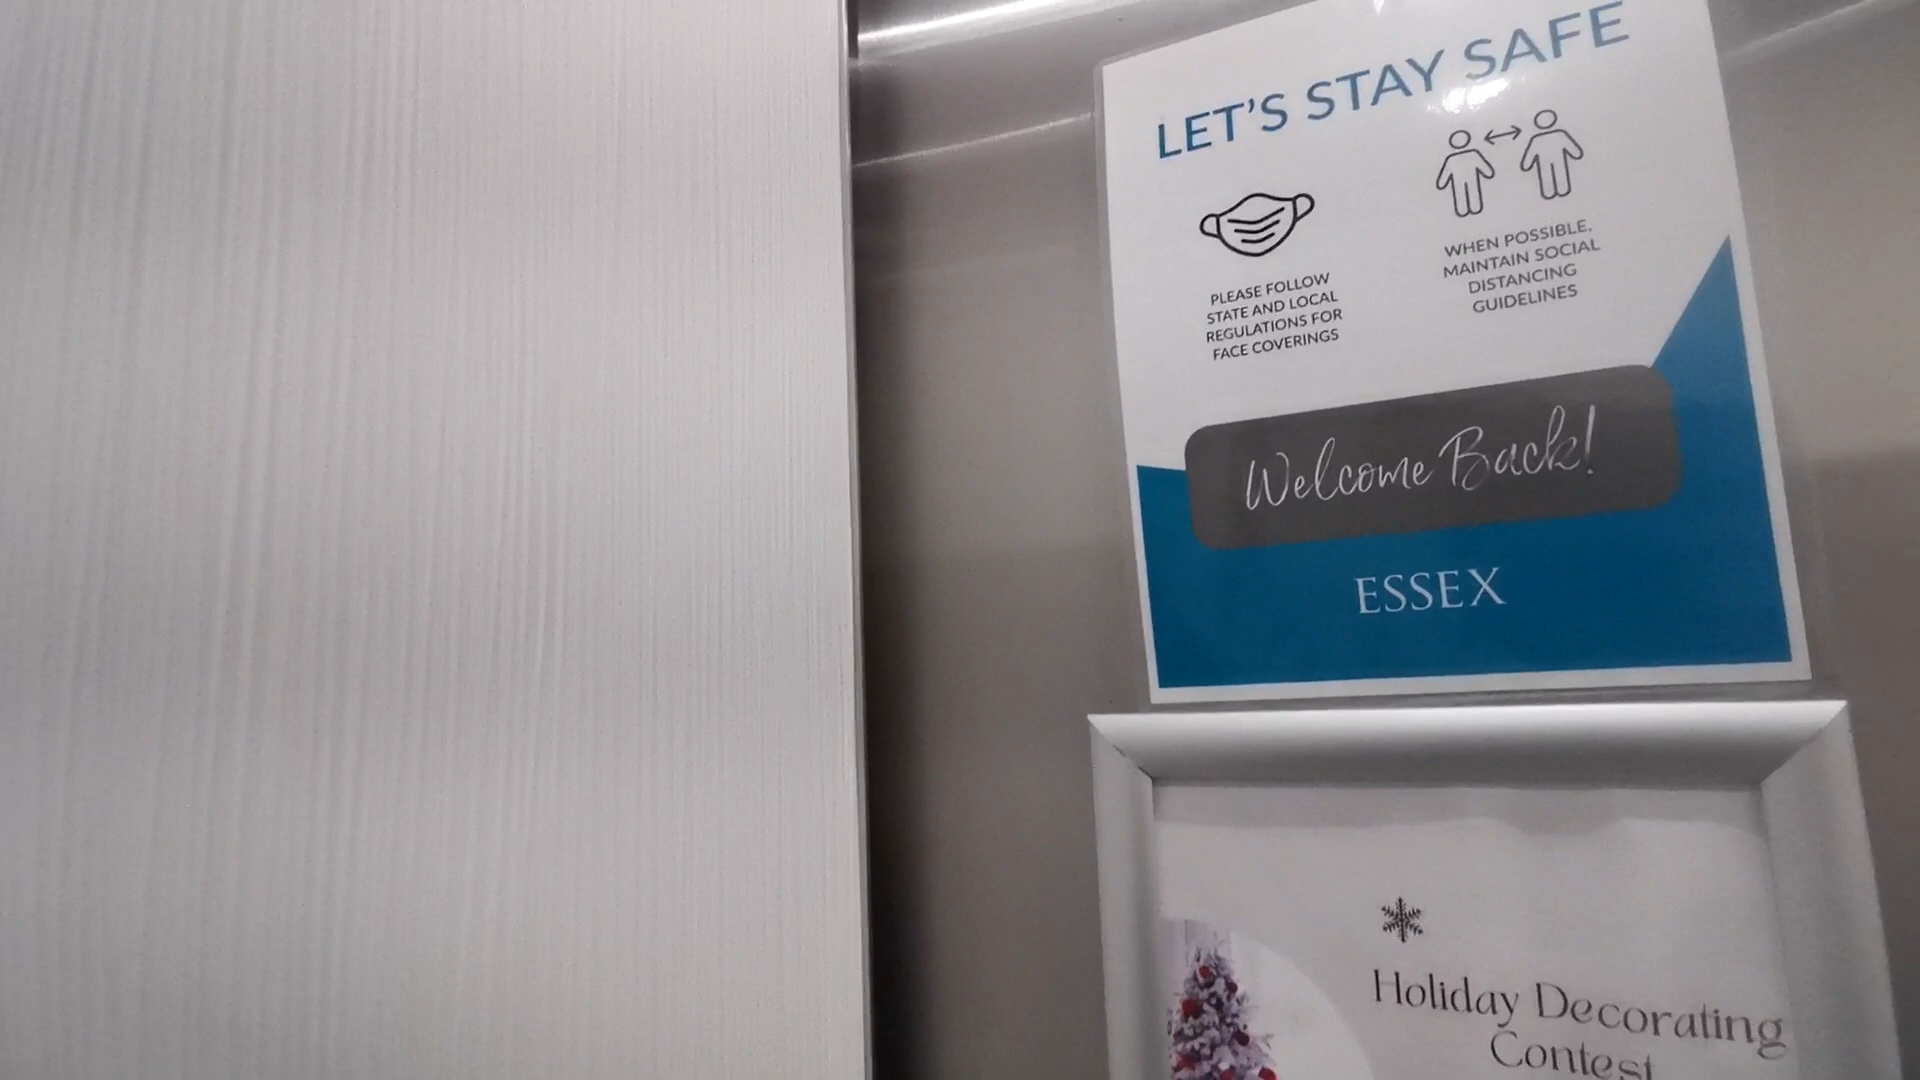 LET'S STAY SAFE
PLEASE FOLLOW
STATE AND LOCAL
REGULATIONS FOR
FACE COVERINGS
WHEN POSSIBLE,
MAINTAIN SOCIAL
DISTANCING
GUIDELINES
Welcome Back!
ESSEX
Holiday Decorating
Contest